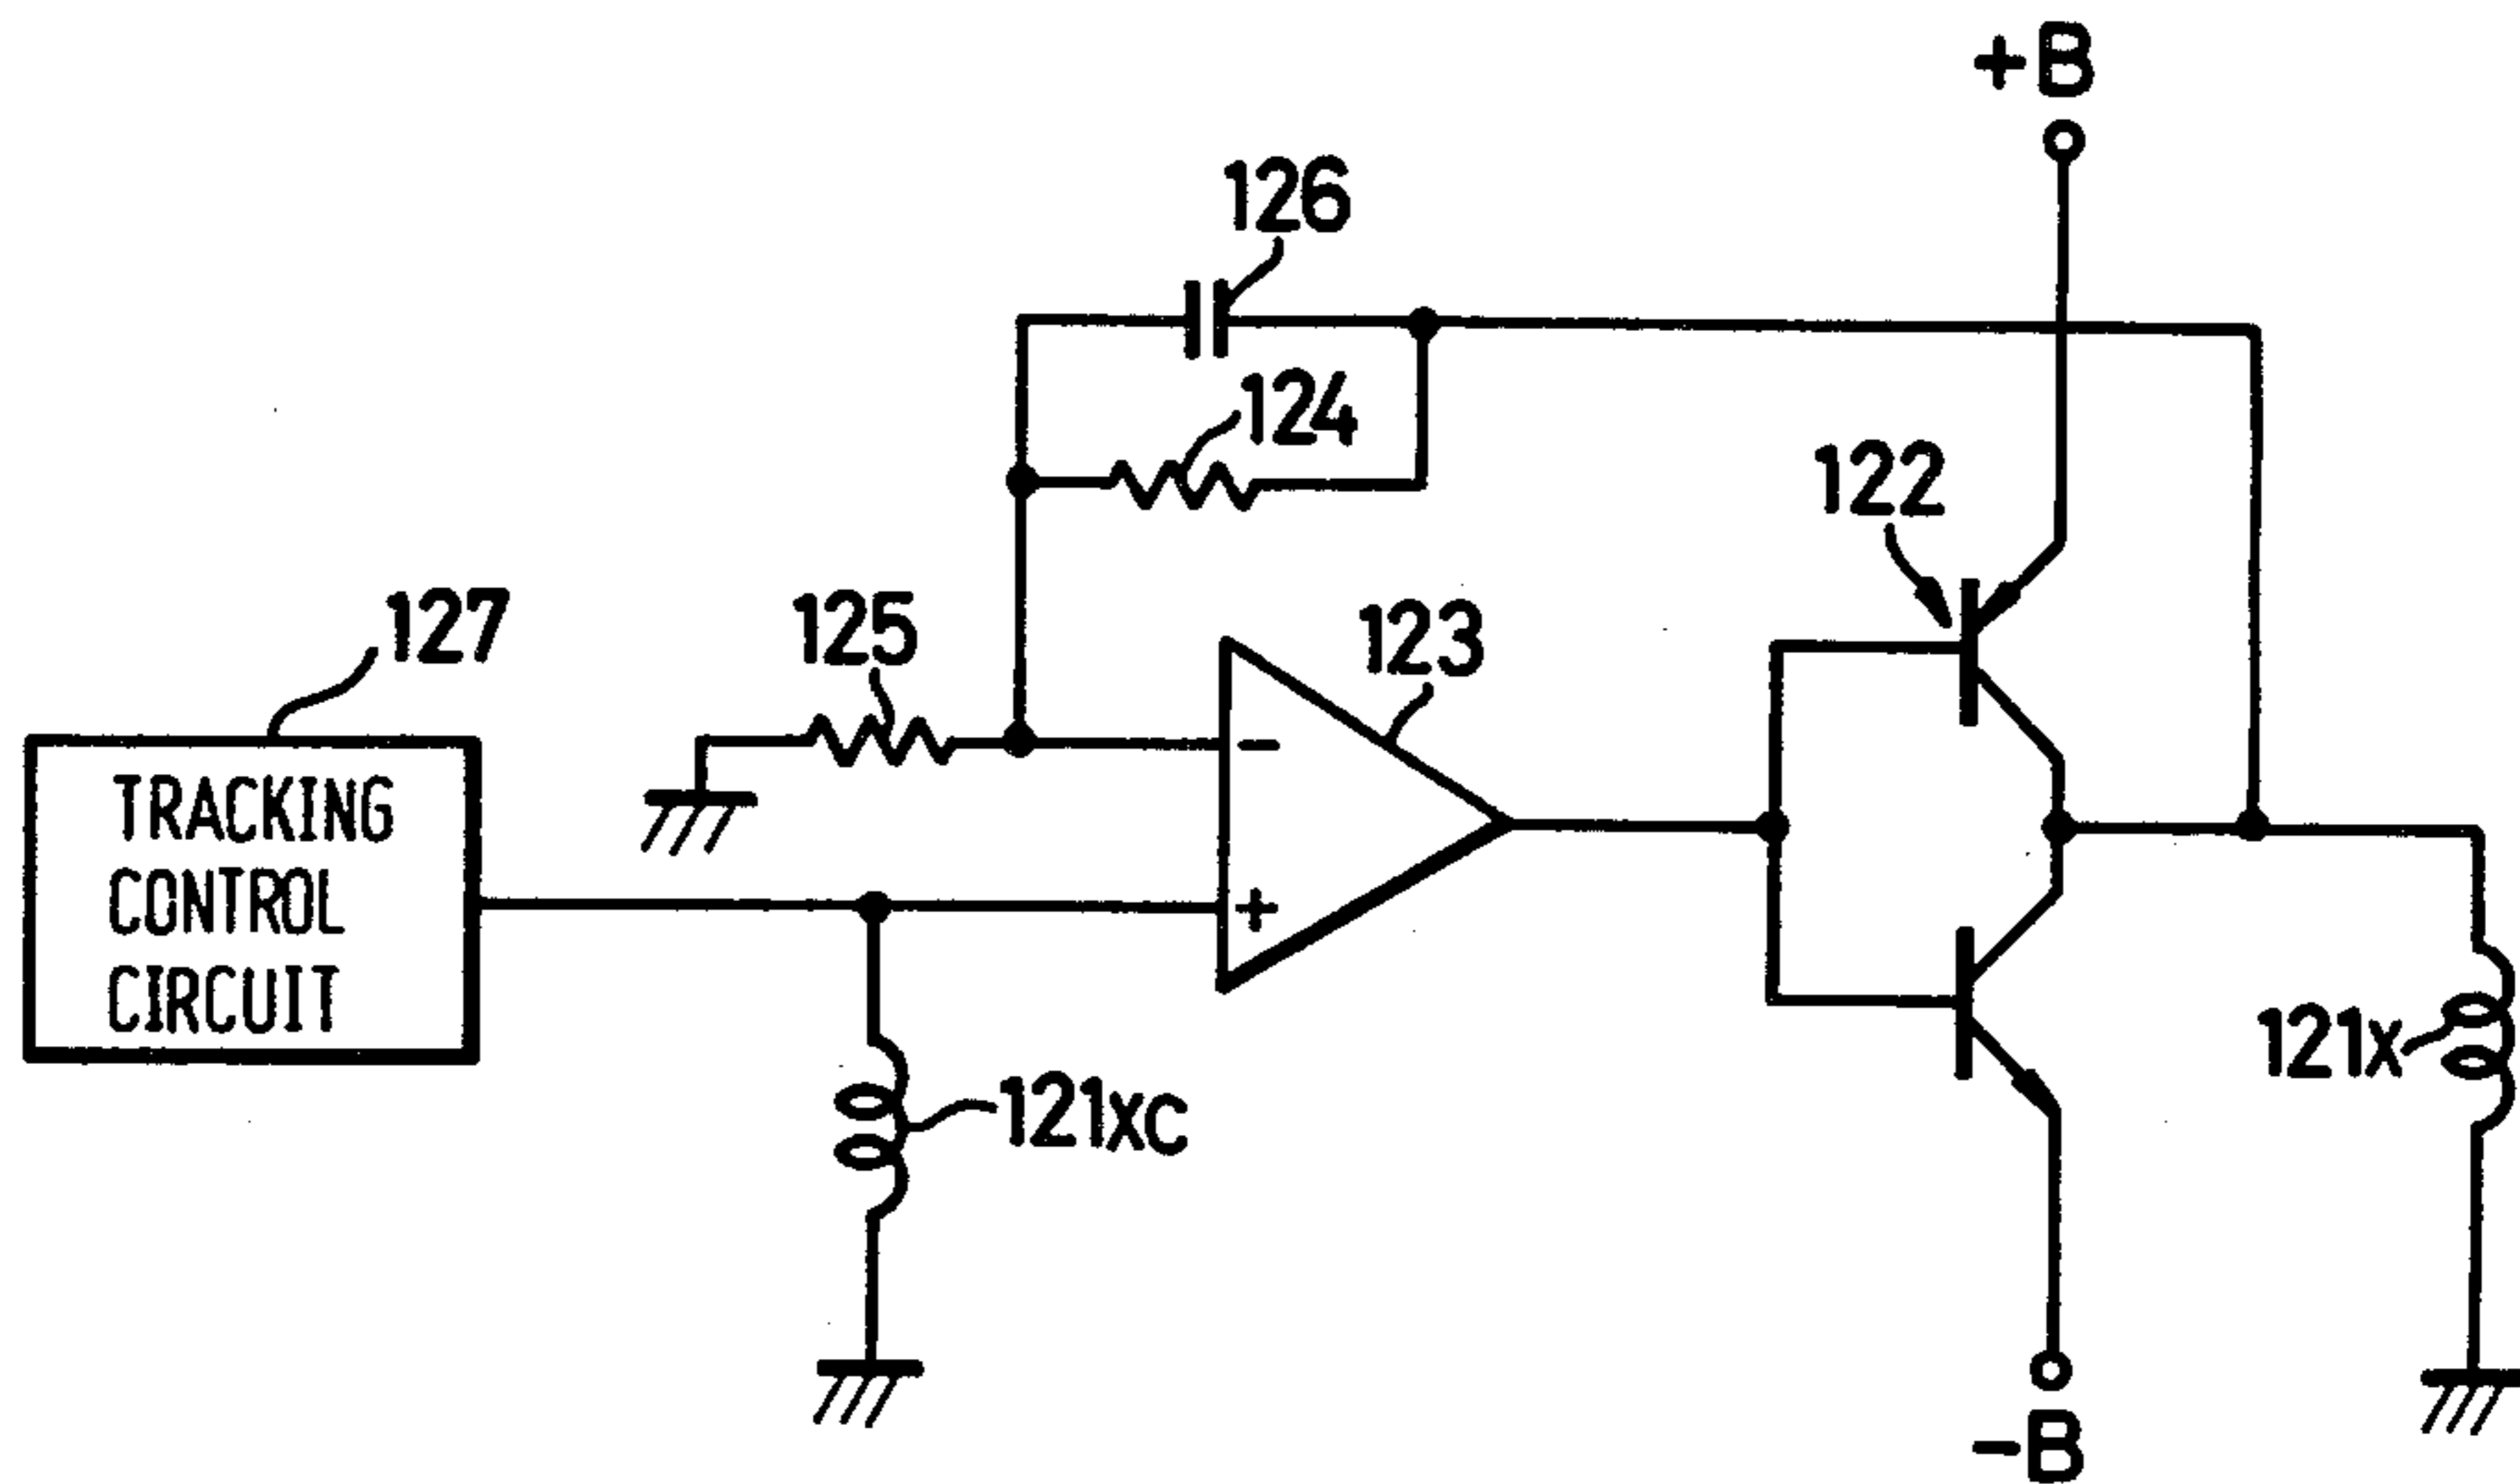 +B
126
124
122
127
125
123
TRACKING
CONTROL
CIRCUIT
-
+
121x
121xc
-B